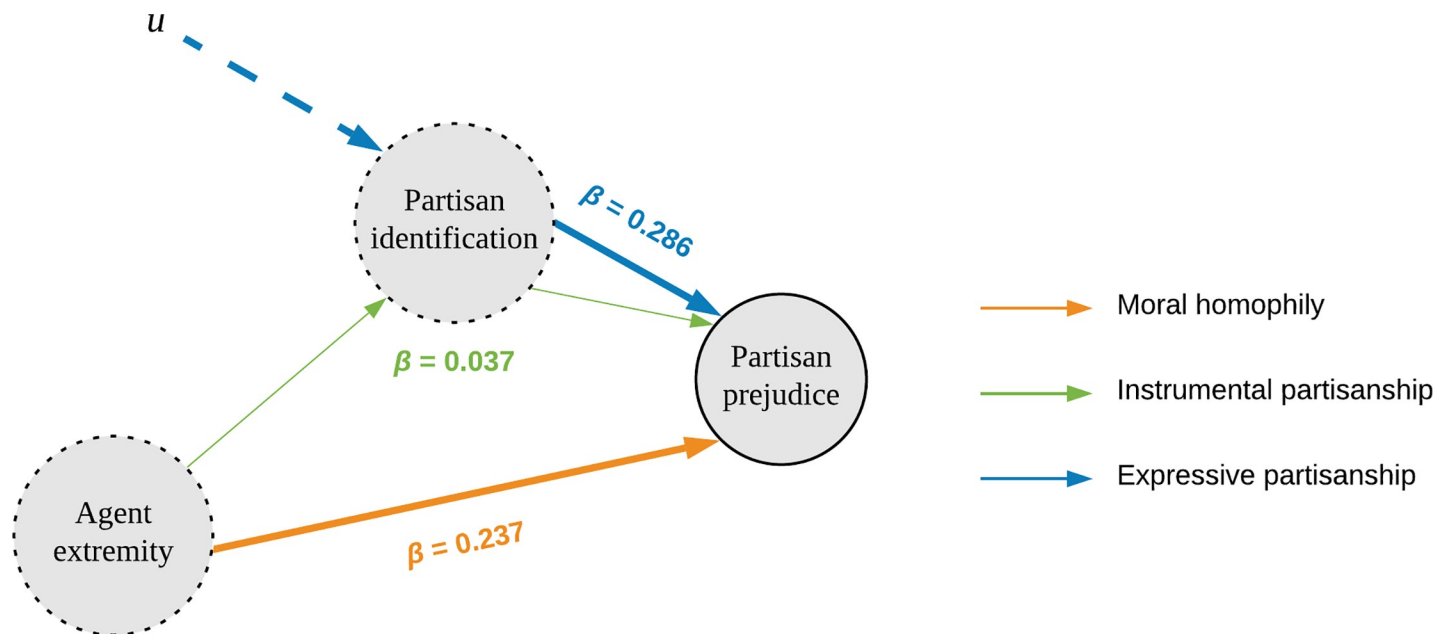 u
Partisan
identification
β = 0.286
β = 0.037
Partisan
prejudice
Agent
extremity
β = 0.237
Moral homophily
Instrumental partisanship
Expressive partisanship